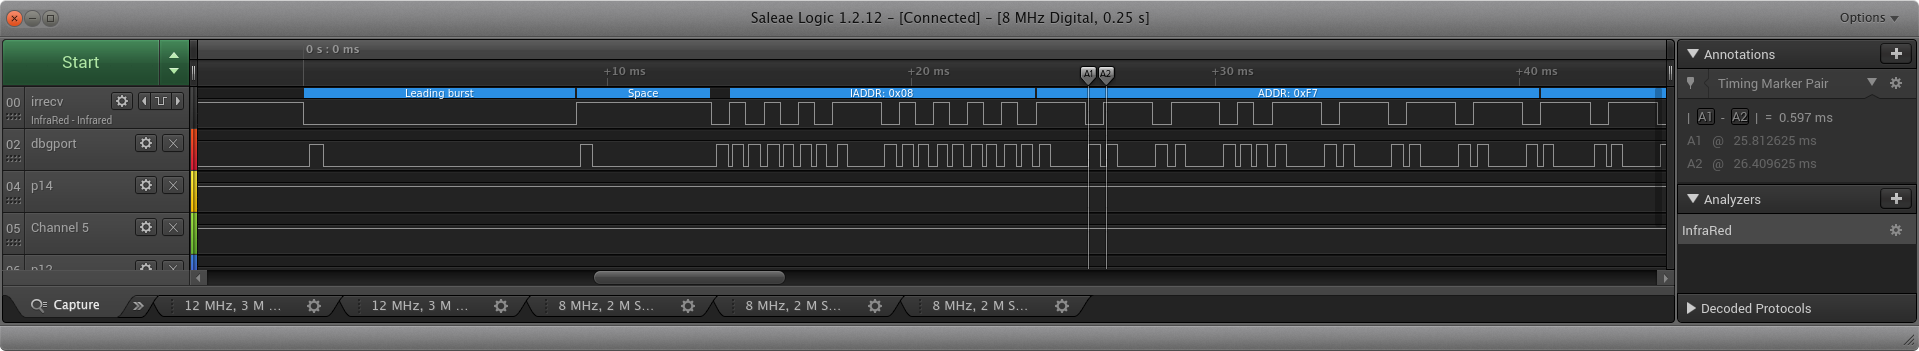 Saleae Logic 1.2.12 – [Connected] – [8 MHz Digital, 0.25 s]
Options
Start
0 s : 0 ms
+10 ms
+20 ms
+30 ms
+40 ms
A1
A2
00
irrecv
InfraRed - Infrared
Leading burst
Space
IADDR: 0x08
ADDR: 0xF7
02
dbgport
04
p14
05
Channel 5
06
p12
Capture
12 MHz, 3 M ...
12 MHz, 3 M ...
8 MHz, 2 M S...
8 MHz, 2 M S...
8 MHz, 2 M S...
Annotations
Timing Marker Pair
| A1 - A2 | = 0.597 ms
A1 @ 25.812625 ms
A2 @ 26.409625 ms
Analyzers
InfraRed
Decoded Protocols